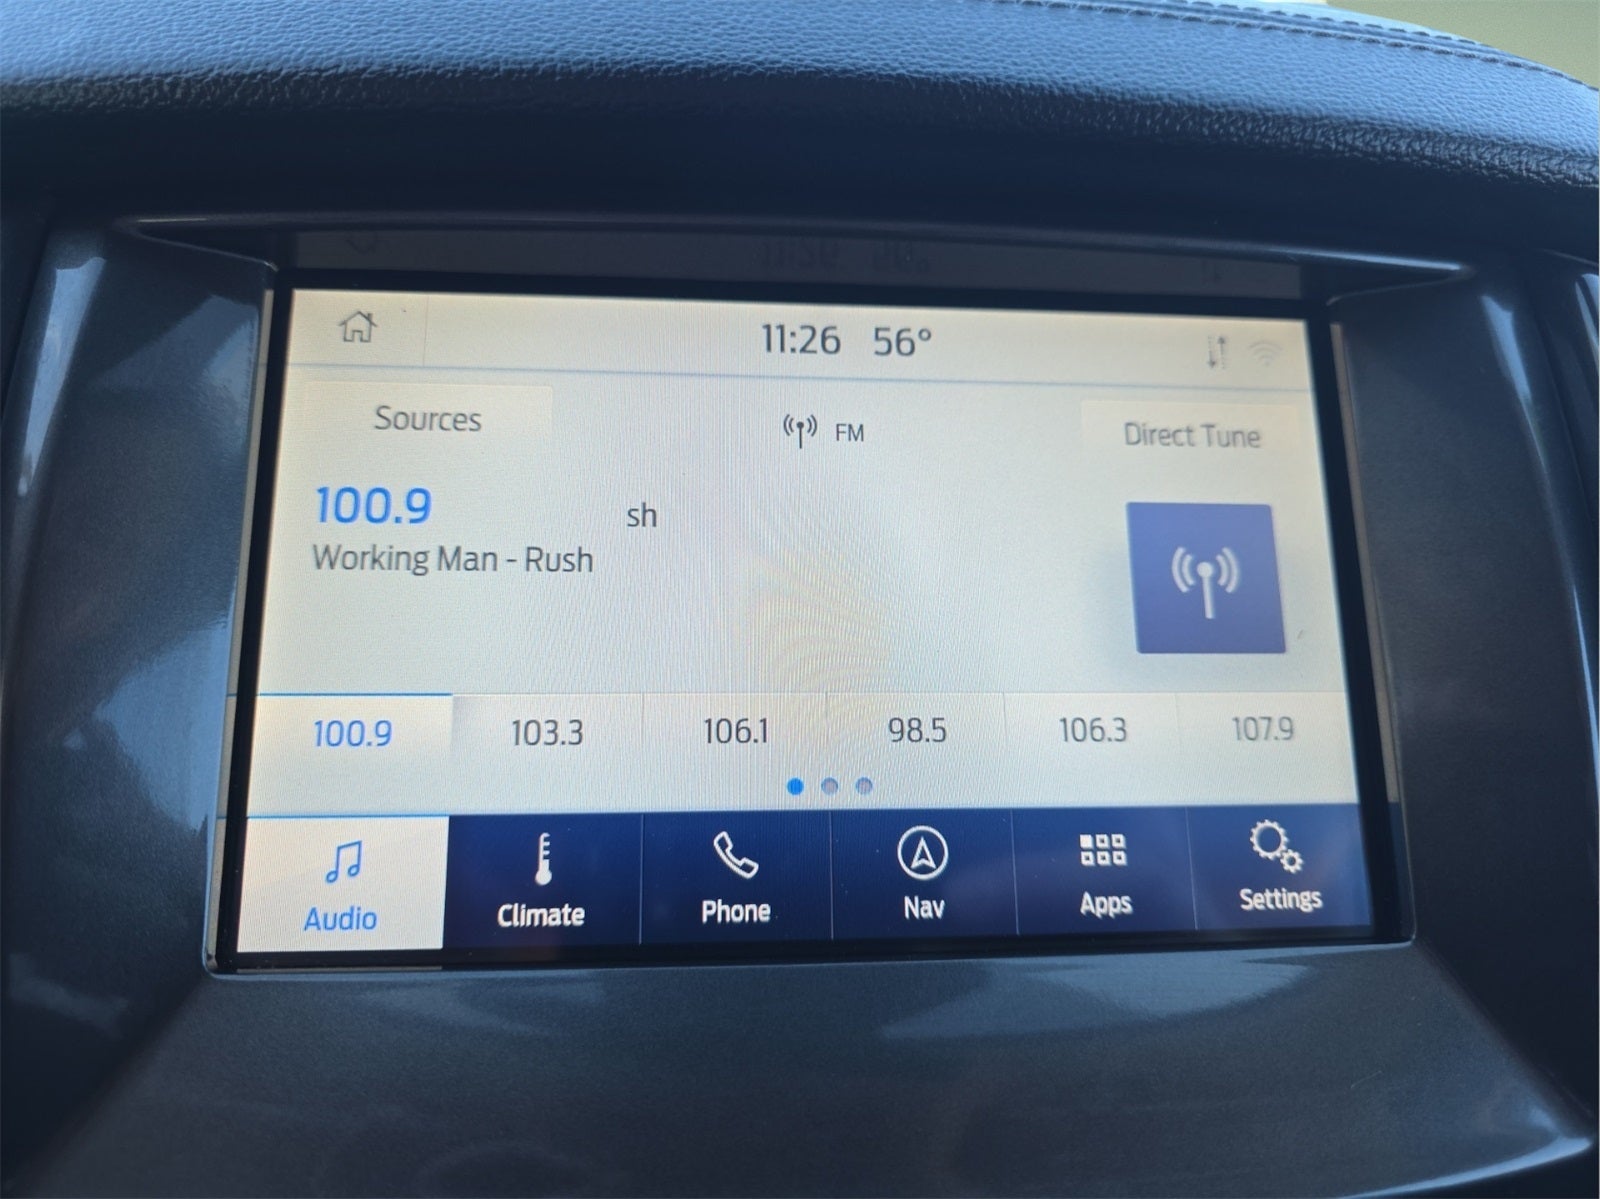 11:26 56°
Sources FM Direct Tune
100.9 sh
Working Man - Rush
100.9 103.3 106.1 98.5 106.3 107.9
Audio Climate Phone Nav Apps Settings